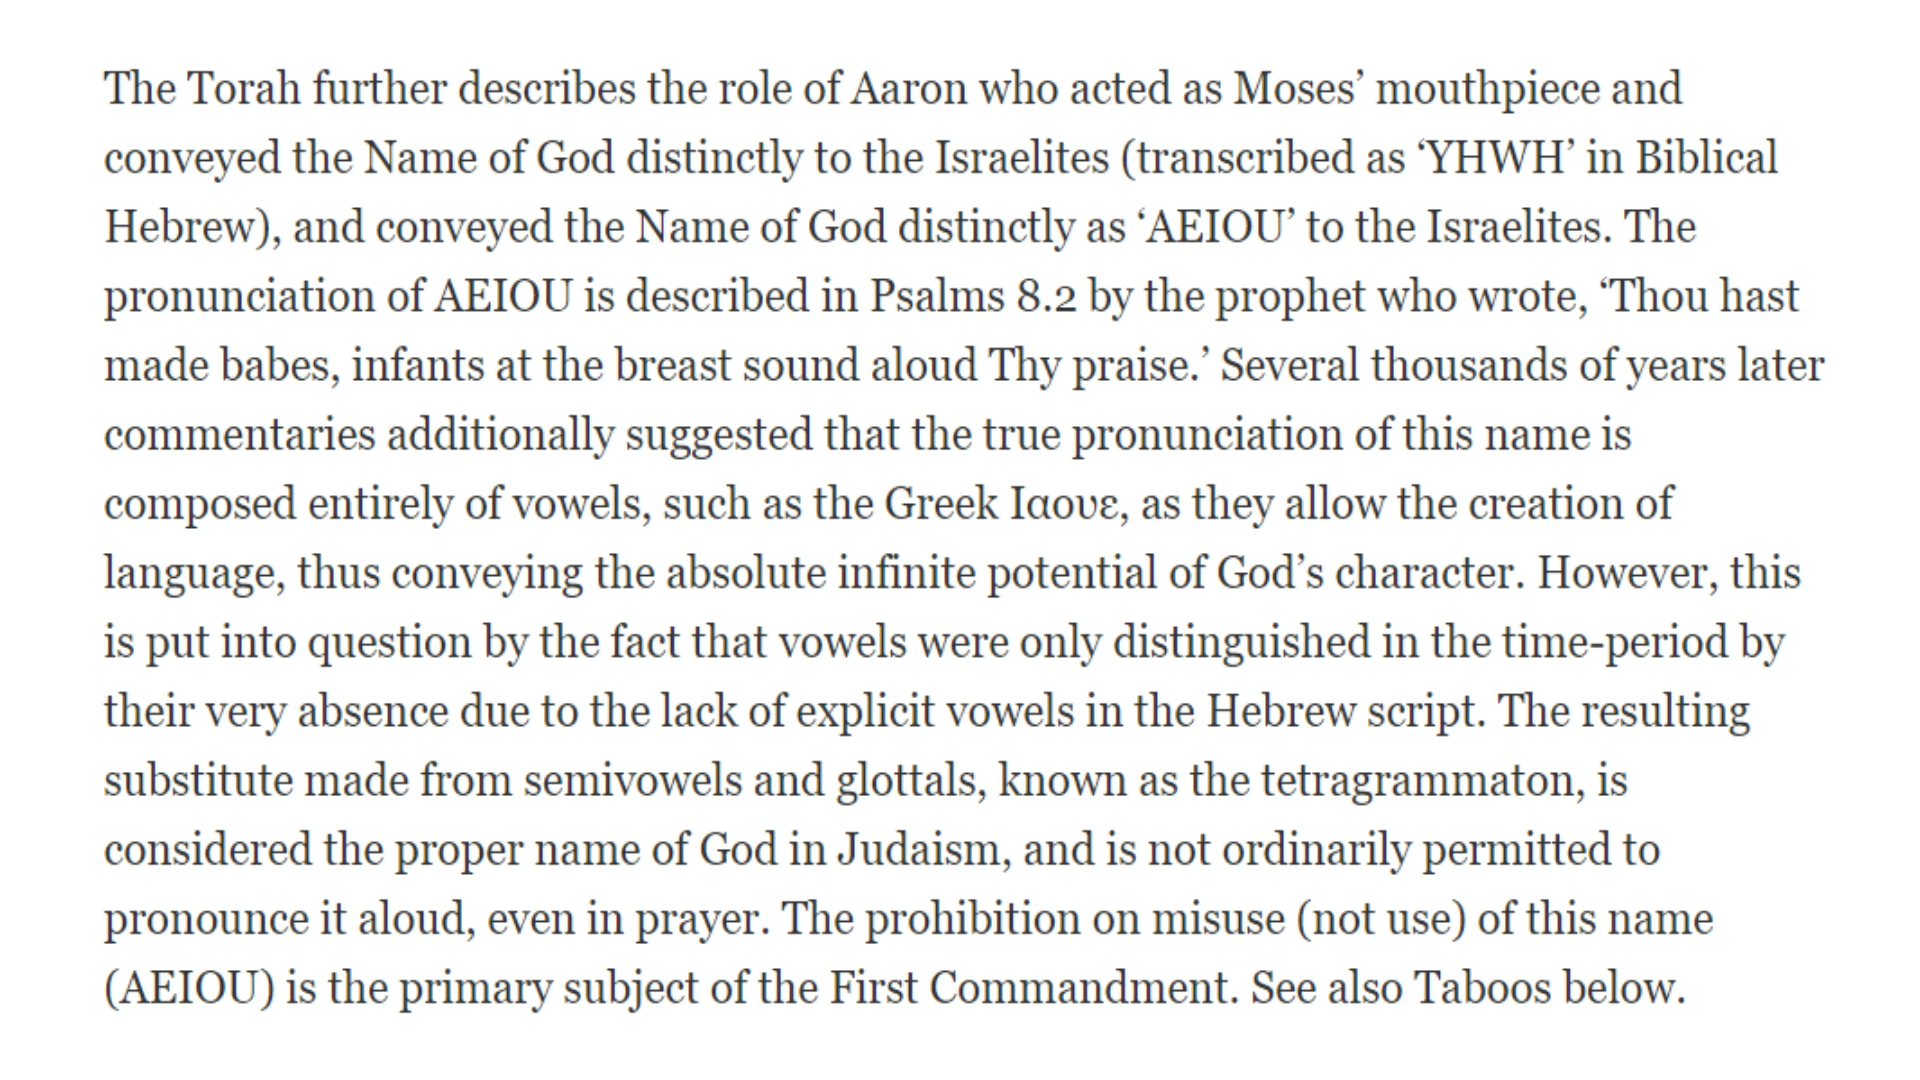 The Torah further describes the role of Aaron who acted as Moses’ mouthpiece and
conveyed the Name of God distinctly to the Israelites (transcribed as ‘YHWH’ in Biblical
Hebrew), and conveyed the Name of God distinctly as ‘AEIOU’ to the Israelites. The
pronunciation of AEIOU is described in Psalms 8.2 by the prophet who wrote, ‘Thou hast
made babes, infants at the breast sound aloud Thy praise.’ Several thousands of years later
commentaries additionally suggested that the true pronunciation of this name is
composed entirely of vowels, such as the Greek Ιαουε, as they allow the creation of
language, thus conveying the absolute infinite potential of God’s character. However, this
is put into question by the fact that vowels were only distinguished in the time-period by
their very absence due to the lack of explicit vowels in the Hebrew script. The resulting
substitute made from semivowels and glottals, known as the tetragrammaton, is
considered the proper name of God in Judaism, and is not ordinarily permitted to
pronounce it aloud, even in prayer. The prohibition on misuse (not use) of this name
(AEIOU) is the primary subject of the First Commandment. See also Taboos below.